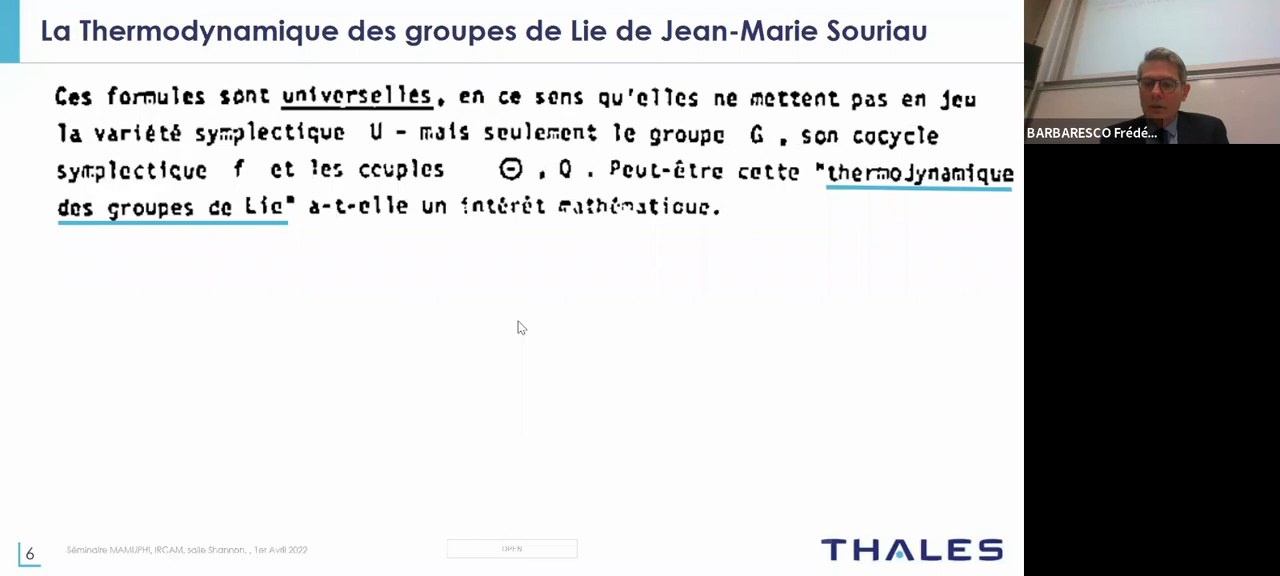 La Thermodynamique des groupes de Lie de Jean-Marie Souriau
Ces formules sont universelles, en ce sens qu'elles ne mettent pas en jeu
la variété symplectique U - mais seulement le groupe G, son cocycle
symplectique f et les couples Θ, Q. Peut-être cette "thermodynamique
des groupes de Lie" a-t-elle un intérêt mathématique.
BARBARESCO Frédé...
6
Séminaire MAMUPHI, IRCAM, salle Shannon, , 1er Avril 2022
OPEN
THALES